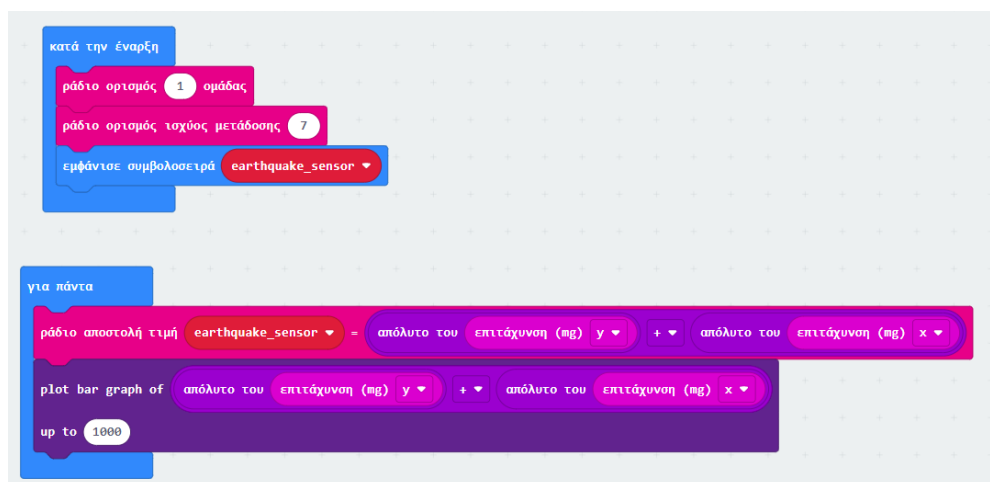 κατά την έναρξη
ράδιο ορισμός 1 ομάδας
ράδιο ορισμός ισχύος μετάδοσης 7
εμφάνισε συμβολοσειρά earthquake_sensor
για πάντα
ράδιο αποστολή τιμή earthquake_sensor = απόλυτο του επιτάχυνση (mg) y + απόλυτο του επιτάχυνση (mg) x
plot bar graph of απόλυτο του επιτάχυνση (mg) y + απόλυτο του επιτάχυνση (mg) x
up to 1000